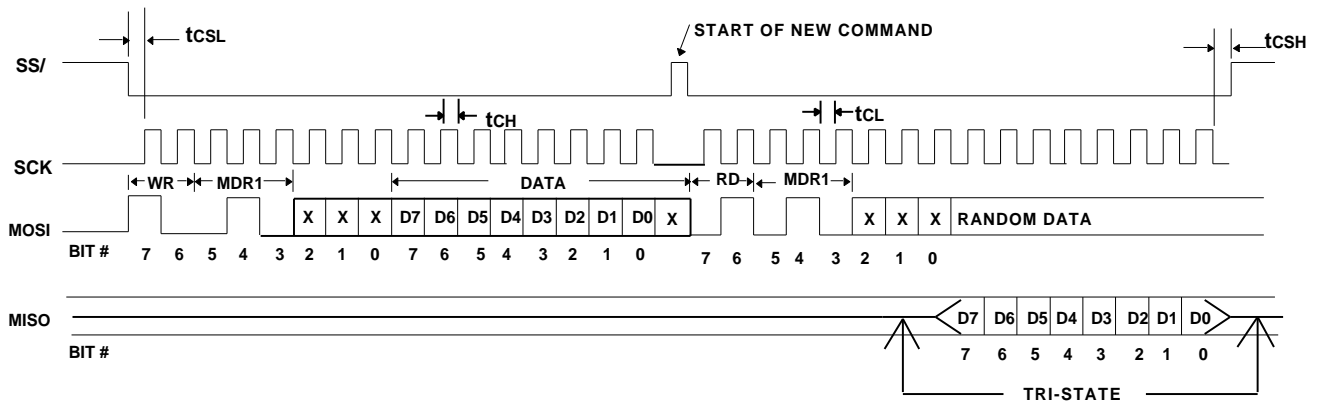 tCSL
START OF NEW COMMAND
tCSH
SS/
tCH
tCL
SCK
WR MDR1 DATA RD MDR1
MOSI X X X D7 D6 D5 D4 D3 D2 D1 D0 X X X X RANDOM DATA
BIT # 7 6 5 4 3 2 1 0 7 6 5 4 3 2 1 0 7 6 5 4 3 2 1 0
MISO D7 D6 D5 D4 D3 D2 D1 D0
BIT # 7 6 5 4 3 2 1 0
TRI-STATE